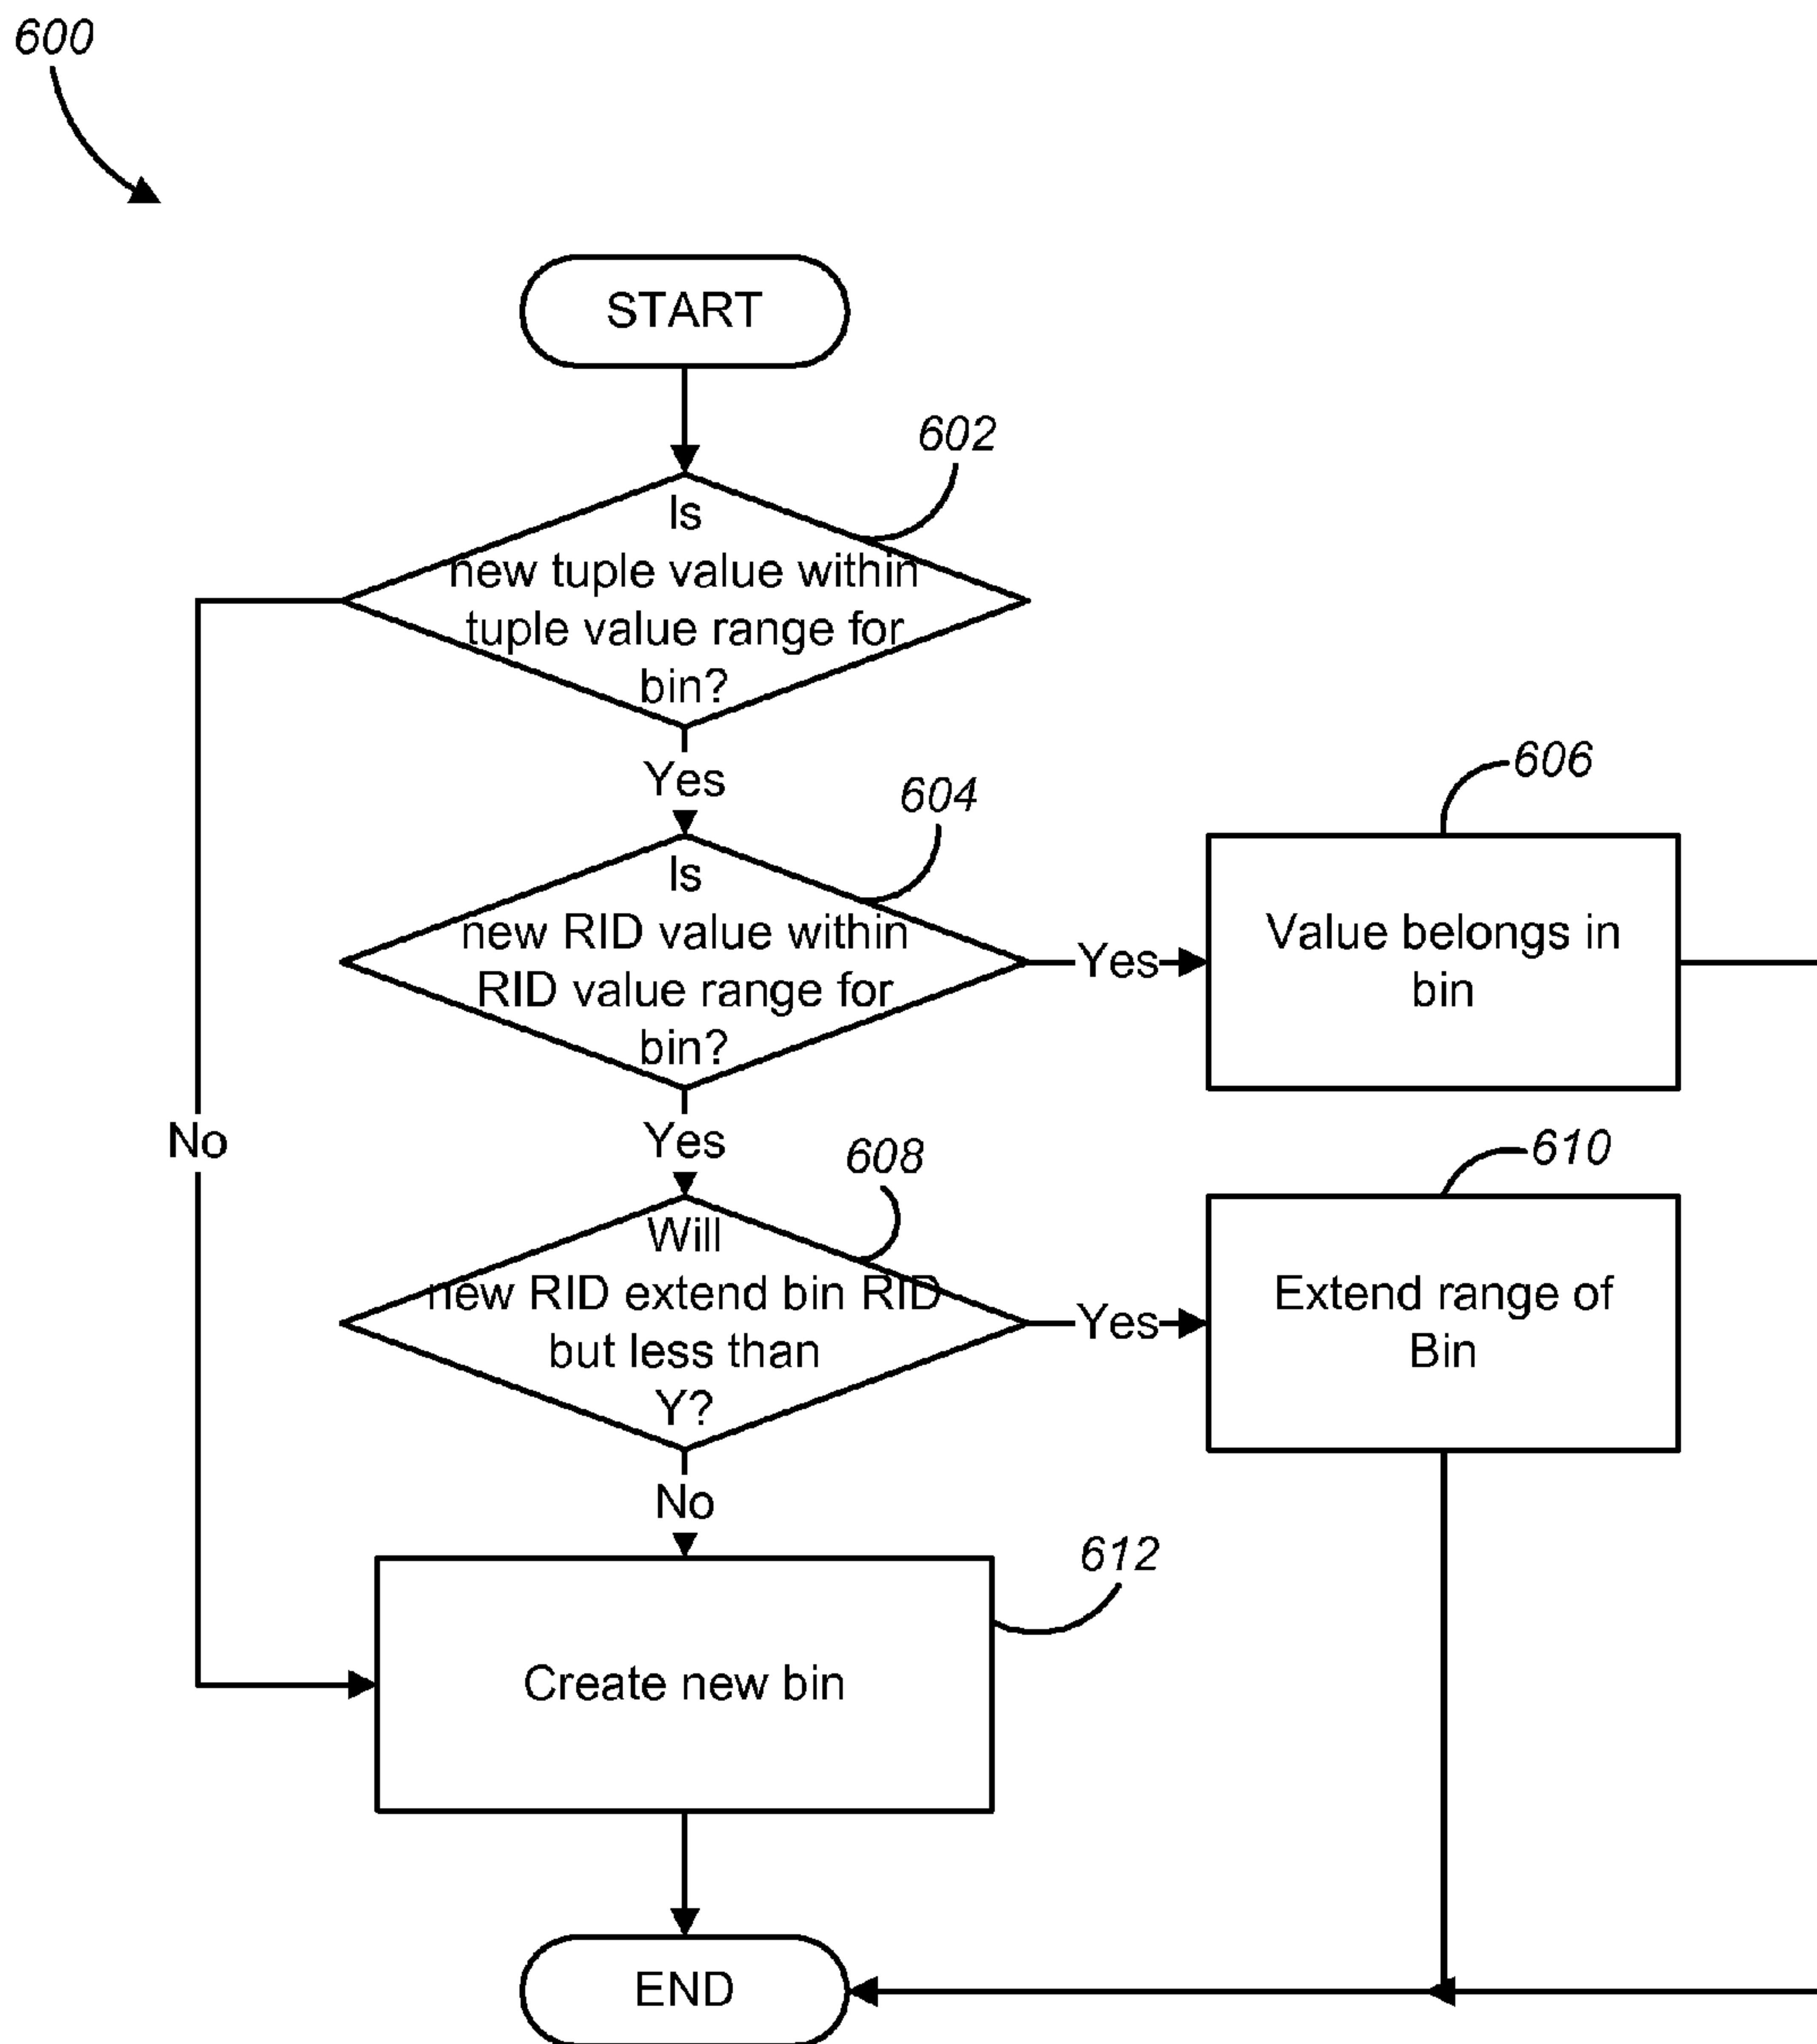 600
START
602
Is
new tuple value within
tuple value range for
bin?
Yes
604
606
Is
new RID value within
RID value range for
bin?
Yes
Value belongs in
bin
No
Yes
608
610
Will
new RID extend bin RID
but less than
Y?
Yes
Extend range of
Bin
No
612
Create new bin
END